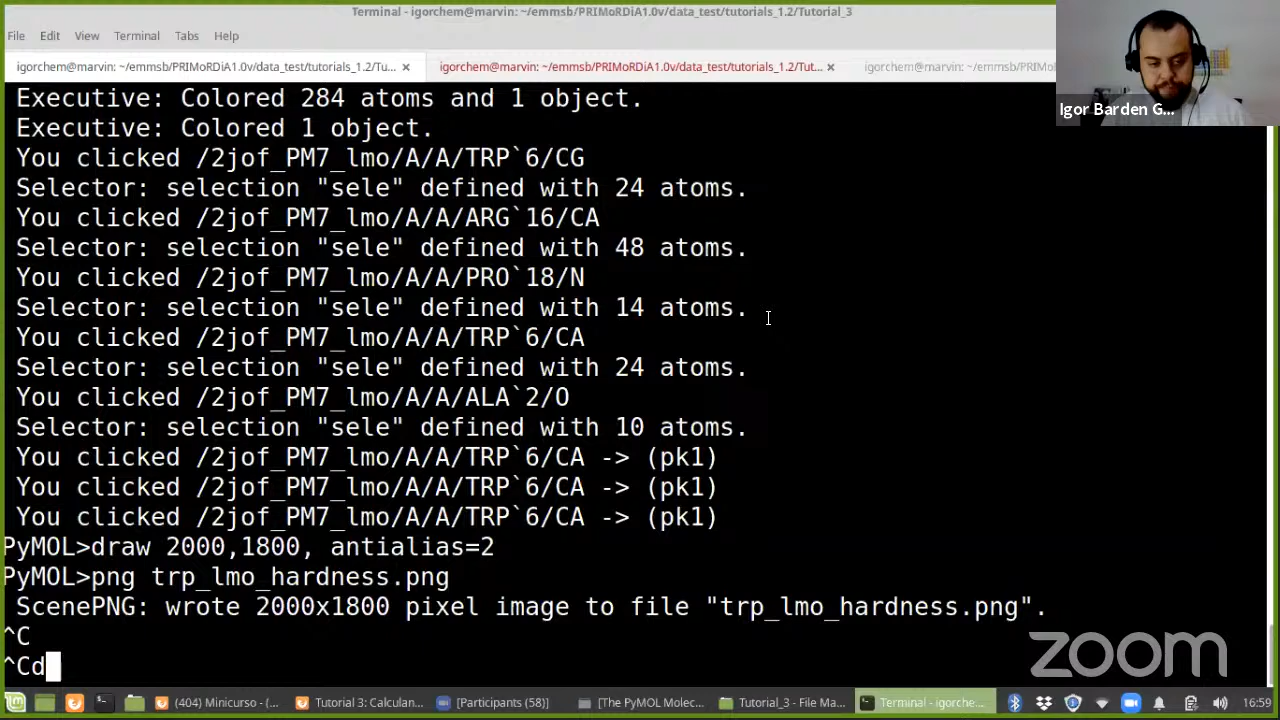 Terminal - igorchem@marvin: ~/emmsb/PRIMoRDiA1.0v/data_test/tutorials_1.2/Tutorial_3
File Edit View Terminal Tabs Help
igorchem@marvin: ~/emmsb/PRIMoRDiA1.0v/data_test/tutorials_1.2/Tu... × igorchem@marvin: ~/emmsb/PRIMoRDiA1.0v/data_test/tutorials_1.2/Tut... × igorchem@marvin: ~/emmsb/PRIMoRD
Executive: Colored 284 atoms and 1 object.
Executive: Colored 1 object.
You clicked /2jof_PM7_lmo/A/A/TRP`6/CG
Selector: selection "sele" defined with 24 atoms.
You clicked /2jof_PM7_lmo/A/A/ARG`16/CA
Selector: selection "sele" defined with 48 atoms.
You clicked /2jof_PM7_lmo/A/A/PRO`18/N
Selector: selection "sele" defined with 14 atoms.
You clicked /2jof_PM7_lmo/A/A/TRP`6/CA
Selector: selection "sele" defined with 24 atoms.
You clicked /2jof_PM7_lmo/A/A/ALA`2/O
Selector: selection "sele" defined with 10 atoms.
You clicked /2jof_PM7_lmo/A/A/TRP`6/CA -> (pk1)
You clicked /2jof_PM7_lmo/A/A/TRP`6/CA -> (pk1)
You clicked /2jof_PM7_lmo/A/A/TRP`6/CA -> (pk1)
PyMOL>draw 2000,1800, antialias=2
PyMOL>png trp_lmo_hardness.png
ScenePNG: wrote 2000x1800 pixel image to file "trp_lmo_hardness.png".
^C
^Cd
Igor Barden G...
zoom
(404) Minicurso - (... Tutorial 3: Calculan... [Participants (58)] [The PyMOL Molec... Tutorial_3 - File Ma... Terminal - igorche... 16:59